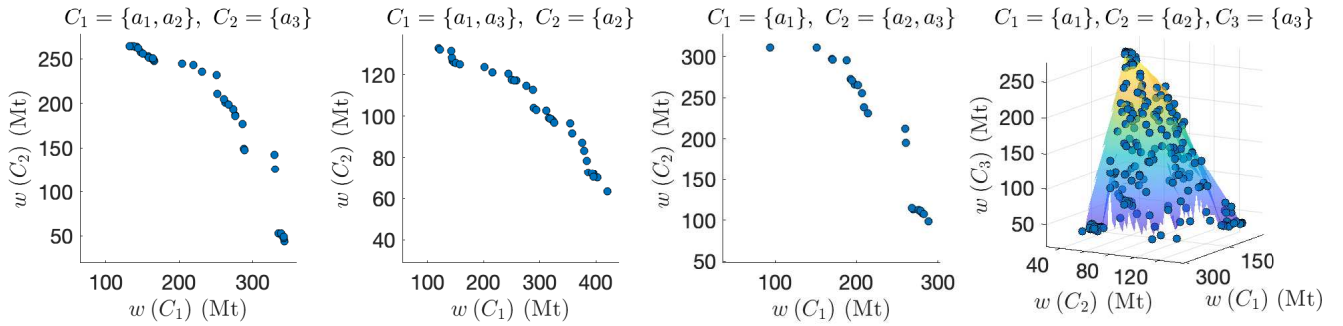 C₁ = {a₁, a₂}, C₂ = {a₃}
250
200
150
100
50
w (C₂) (Mt)
100 200 300
w (C₁) (Mt)
C₁ = {a₁, a₃}, C₂ = {a₂}
120
100
80
60
40
w (C₂) (Mt)
100 200 300 400
w (C₁) (Mt)
C₁ = {a₁}, C₂ = {a₂, a₃}
300
250
200
150
100
50
w (C₂) (Mt)
100 200 300
w (C₁) (Mt)
C₁ = {a₁}, C₂ = {a₂}, C₃ = {a₃}
250
200
150
100
50
w (C₃) (Mt)
40 80 120
w (C₂) (Mt)
300 150
w (C₁) (Mt)